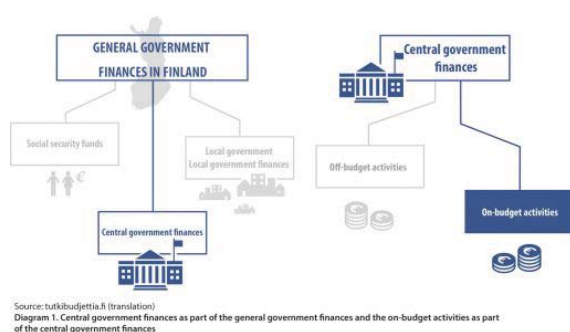 GENERAL GOVERNMENT
FINANCES IN FINLAND
Social security funds
€
Local government
Local government finances
Central government finances
Central government
finances
Off-budget activities
On-budget activities
Source: tutkibudjettia.fi (translation)
Diagram 1. Central government finances as part of the general government finances and the on-budget activities as part
of the central government finances